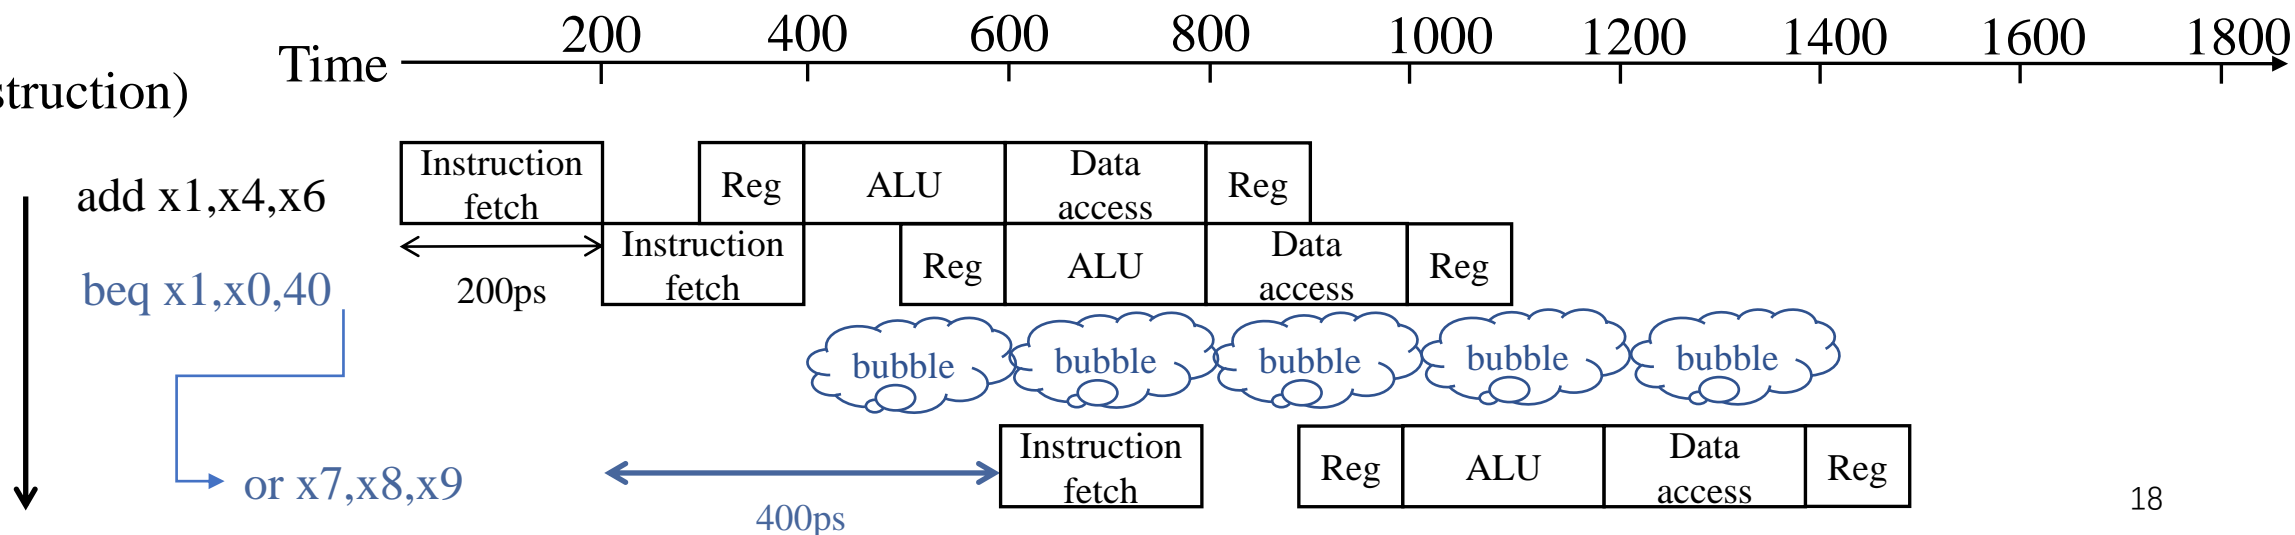 200 400 600 800 1000 1200 1400 1600 1800
Time
struction)
add x1,x4,x6
Instruction
fetch
Reg
ALU
Data
access
Reg
200ps
beq x1,x0,40
Instruction
fetch
Reg
ALU
Data
access
Reg
bubble bubble bubble bubble bubble
or x7,x8,x9
400ps
Instruction
fetch
Reg
ALU
Data
access
Reg
18